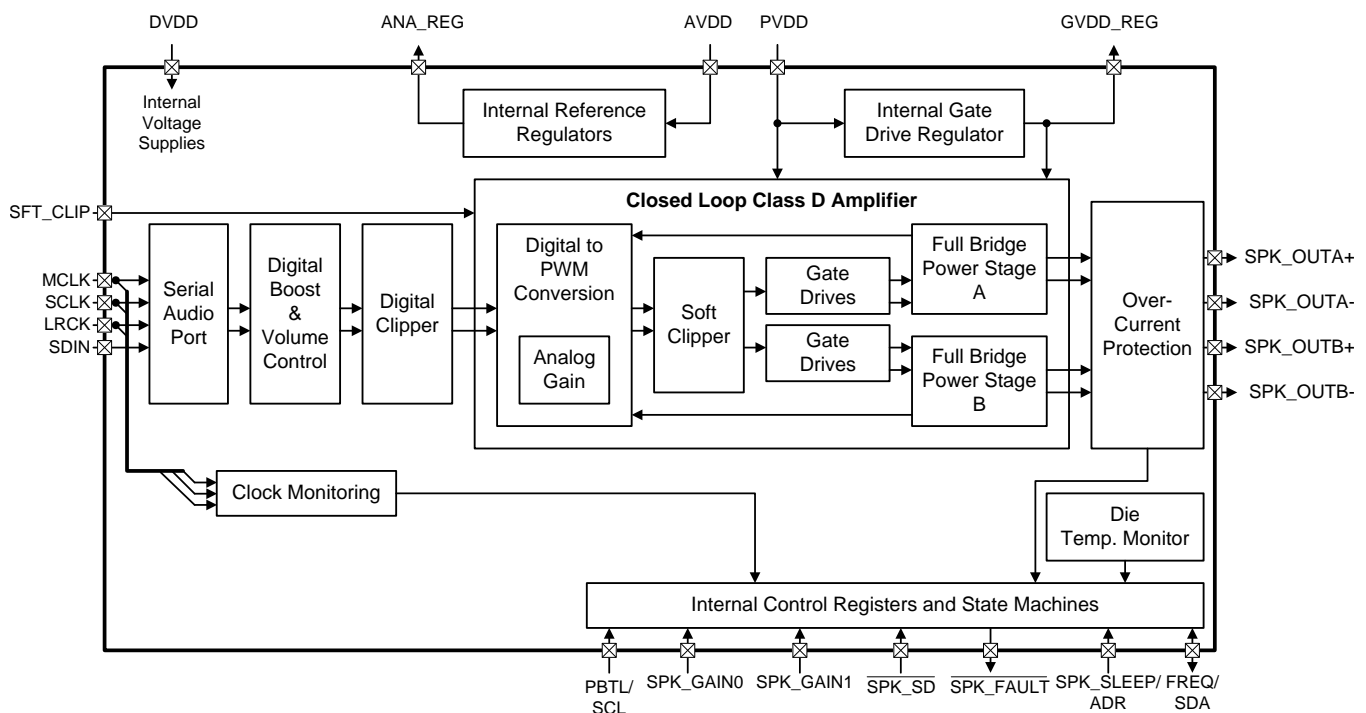 DVDD
ANA_REG
AVDD
PVDD
GVDD_REG
Internal
Voltage
Supplies
Internal Reference
Regulators
Internal Gate
Drive Regulator
Closed Loop Class D Amplifier
SFT_CLIP
MCLK
SCLK
LRCK
SDIN
Serial
Audio
Port
Digital
Boost
&
Volume
Control
Digital
Clipper
Digital to
PWM
Conversion
Analog
Gain
Soft
Clipper
Gate
Drives
Gate
Drives
Full Bridge
Power Stage
A
Full Bridge
Power Stage
B
Over-
Current
Protection
SPK_OUTA+
SPK_OUTA-
SPK_OUTB+
SPK_OUTB-
Clock Monitoring
Die
Temp. Monitor
Internal Control Registers and State Machines
PBTL/
SCL
SPK_GAIN0
SPK_GAIN1
SPK_SD
SPK_FAULT
SPK_SLEEP/
ADR
FREQ/
SDA